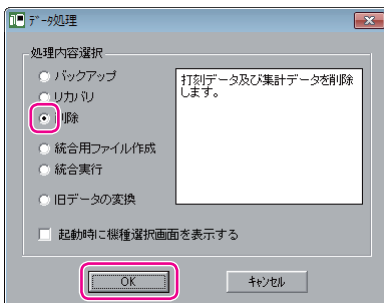 データ処理
処理内容選択
バックアップ
リカバリ
削除
打刻データ及び集計データを削除
します。
統合用ファイル作成
統合実行
旧データの変換
起動時に機種選択画面を表示する
OK
キャンセル